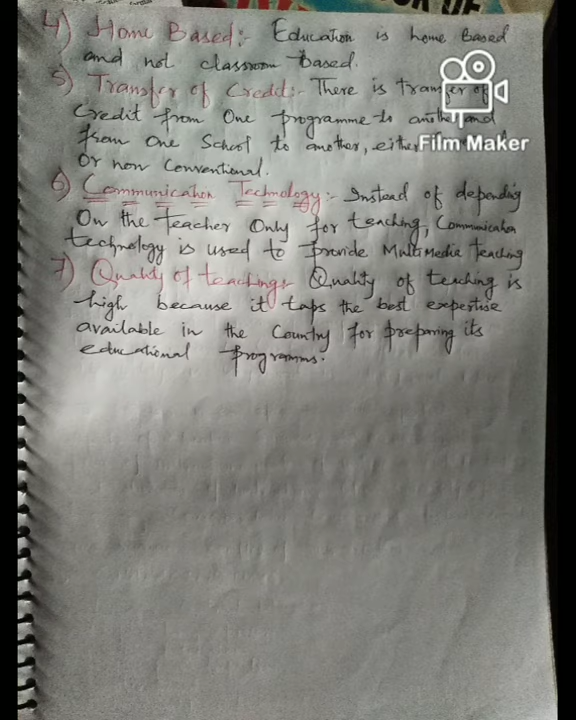 4) Home Based:- Education is home Based
and not classroom Based.
5) Transfer of Credit:- There is transfer of
Credit from One programme to another and
from one School to another, either
Film Maker
Or non Conventional.
6) Communication Technology:- Instead of depending
On the Teacher Only for teaching, Communication
technology is used to Provide MultiMedia Teaching
7) Quality of teaching:- Quality of teaching is
high because it taps the best expertise
available in the Country for preparing its
educational Programms.